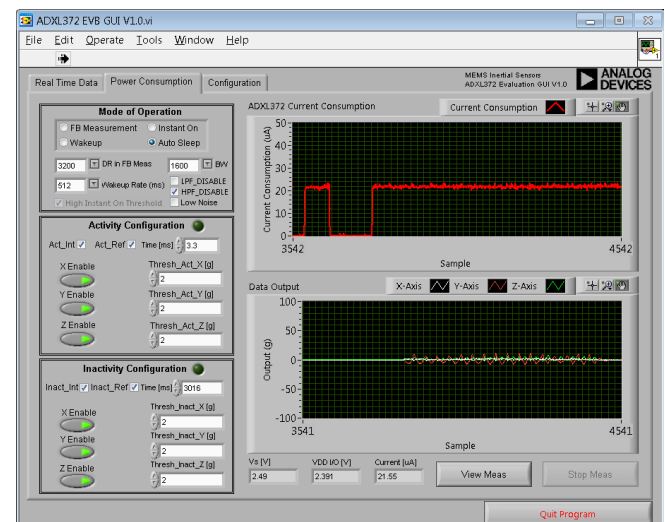 ADXL372 EVB GUI V1.0.vi
File Edit Operate Tools Window Help
Real Time Data Power Consumption Configuration
MEMS Inertial Sensors
ADXL372 Evaluation GUI V1.0
ANALOG
DEVICES
Mode of Operation
FB Measurement Instant On
Wakeup Auto Sleep
3200 DR in FB Meas 1600 BW
512 Wakeup Rate (ms) LPF_DISABLE
HPF_DISABLE
High Instant On Threshold Low Noise
Activity Configuration
Act_Int Act_Ref Time [ms] 3.3
X Enable Thresh_Act_X [g]
2
Y Enable Thresh_Act_Y [g]
2
Z Enable Thresh_Act_Z [g]
2
Inactivity Configuration
Inact_Int Inact_Ref Time [ms] 3016
X Enable Thresh_Inact_X [g]
2
Y Enable Thresh_Inact_Y [g]
2
Z Enable Thresh_Inact_Z [g]
2
ADXL372 Current Consumption Current Consumption
Current Consumption (uA)
50
40
30
20
10
0
3542 4542
Sample
Data Output X-Axis Y-Axis Z-Axis
Output (g)
100
50
0
-50
-100
3541 4541
Sample
Vs [V] VDD I/O [V] Current [uA]
2.49 2.391 21.55 View Meas Stop Meas
Quit Program